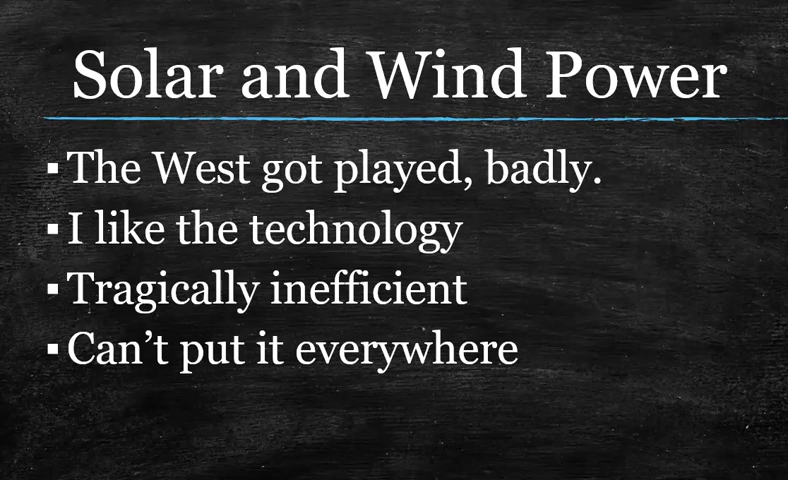 Solar and Wind Power
▪The West got played, badly.
▪I like the technology
▪Tragically inefficient
▪Can’t put it everywhere